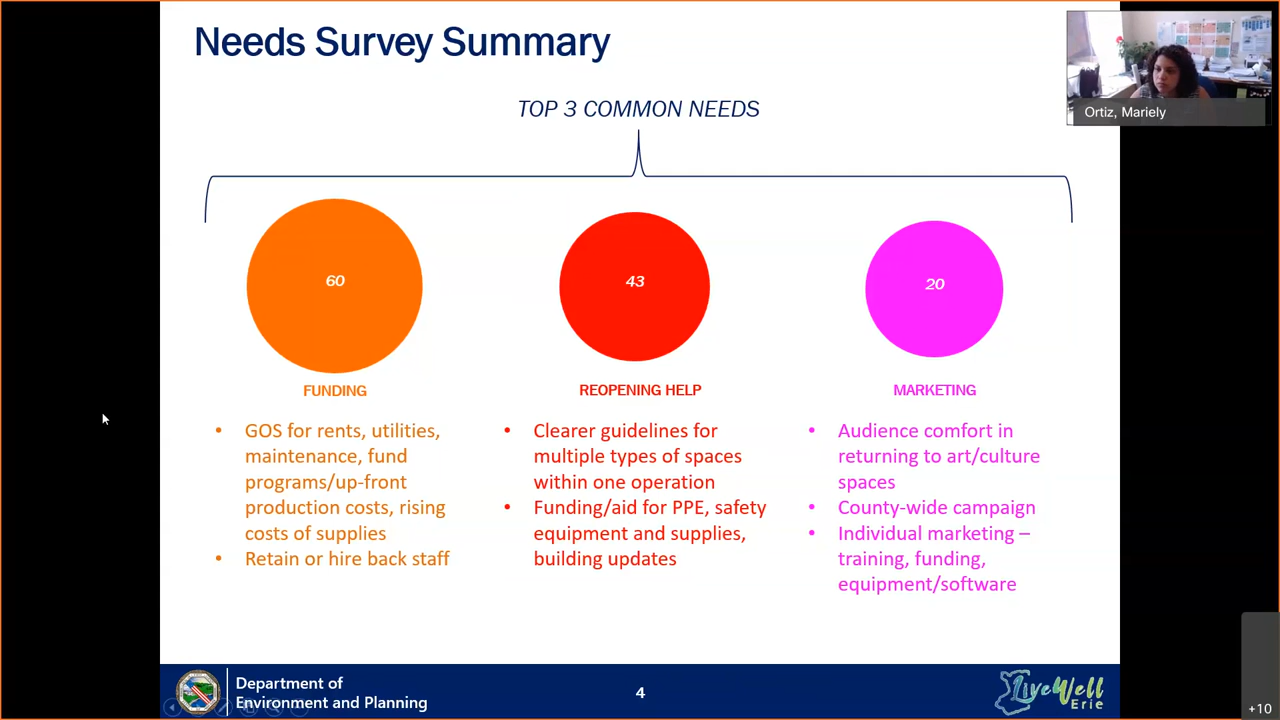 Needs Survey Summary
TOP 3 COMMON NEEDS
Ortiz, Mariely
60
43
20
FUNDING
REOPENING HELP
MARKETING
• GOS for rents, utilities,
maintenance, fund
programs/up-front
production costs, rising
costs of supplies
• Retain or hire back staff
• Clearer guidelines for
multiple types of spaces
within one operation
• Funding/aid for PPE, safety
equipment and supplies,
building updates
• Audience comfort in
returning to art/culture
spaces
• County-wide campaign
• Individual marketing –
training, funding,
equipment/software
Department of
Environment and Planning
4
LiveWell
Erie
+10